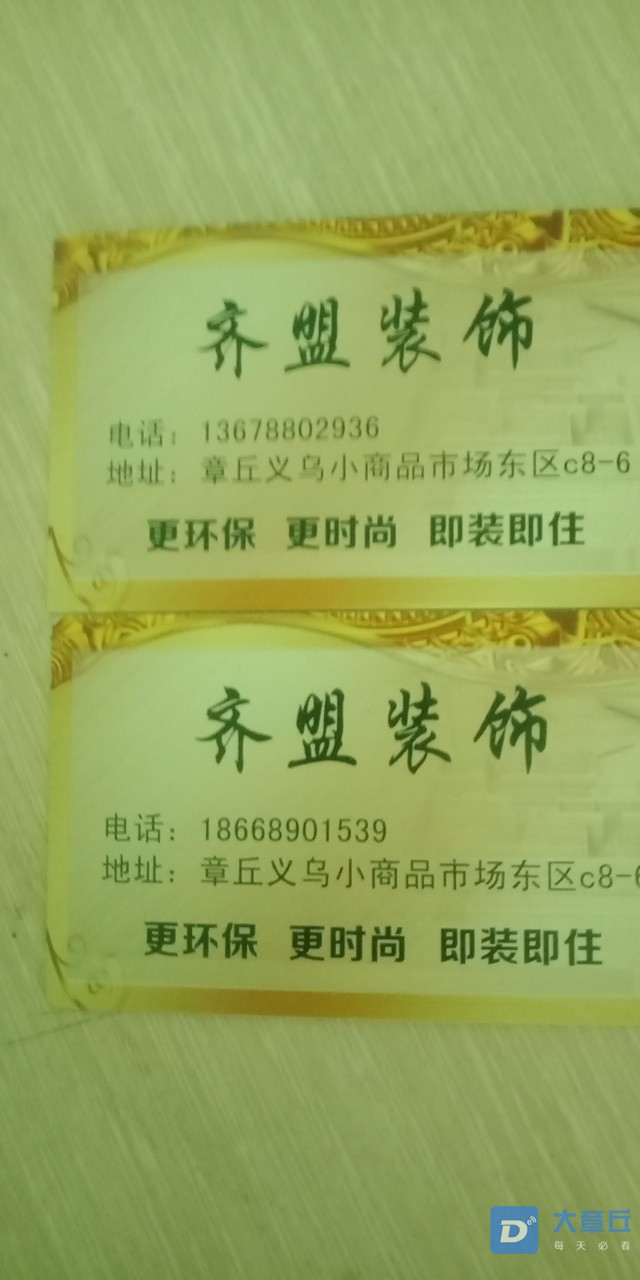 齐盟装饰
电话：13678802936
地址：章丘义乌小商品市场东区c8-6
更环保 更时尚 即装即住
齐盟装饰
电话：18668901539
地址：章丘义乌小商品市场东区c8-6
更环保 更时尚 即装即住
大章丘
每天必看